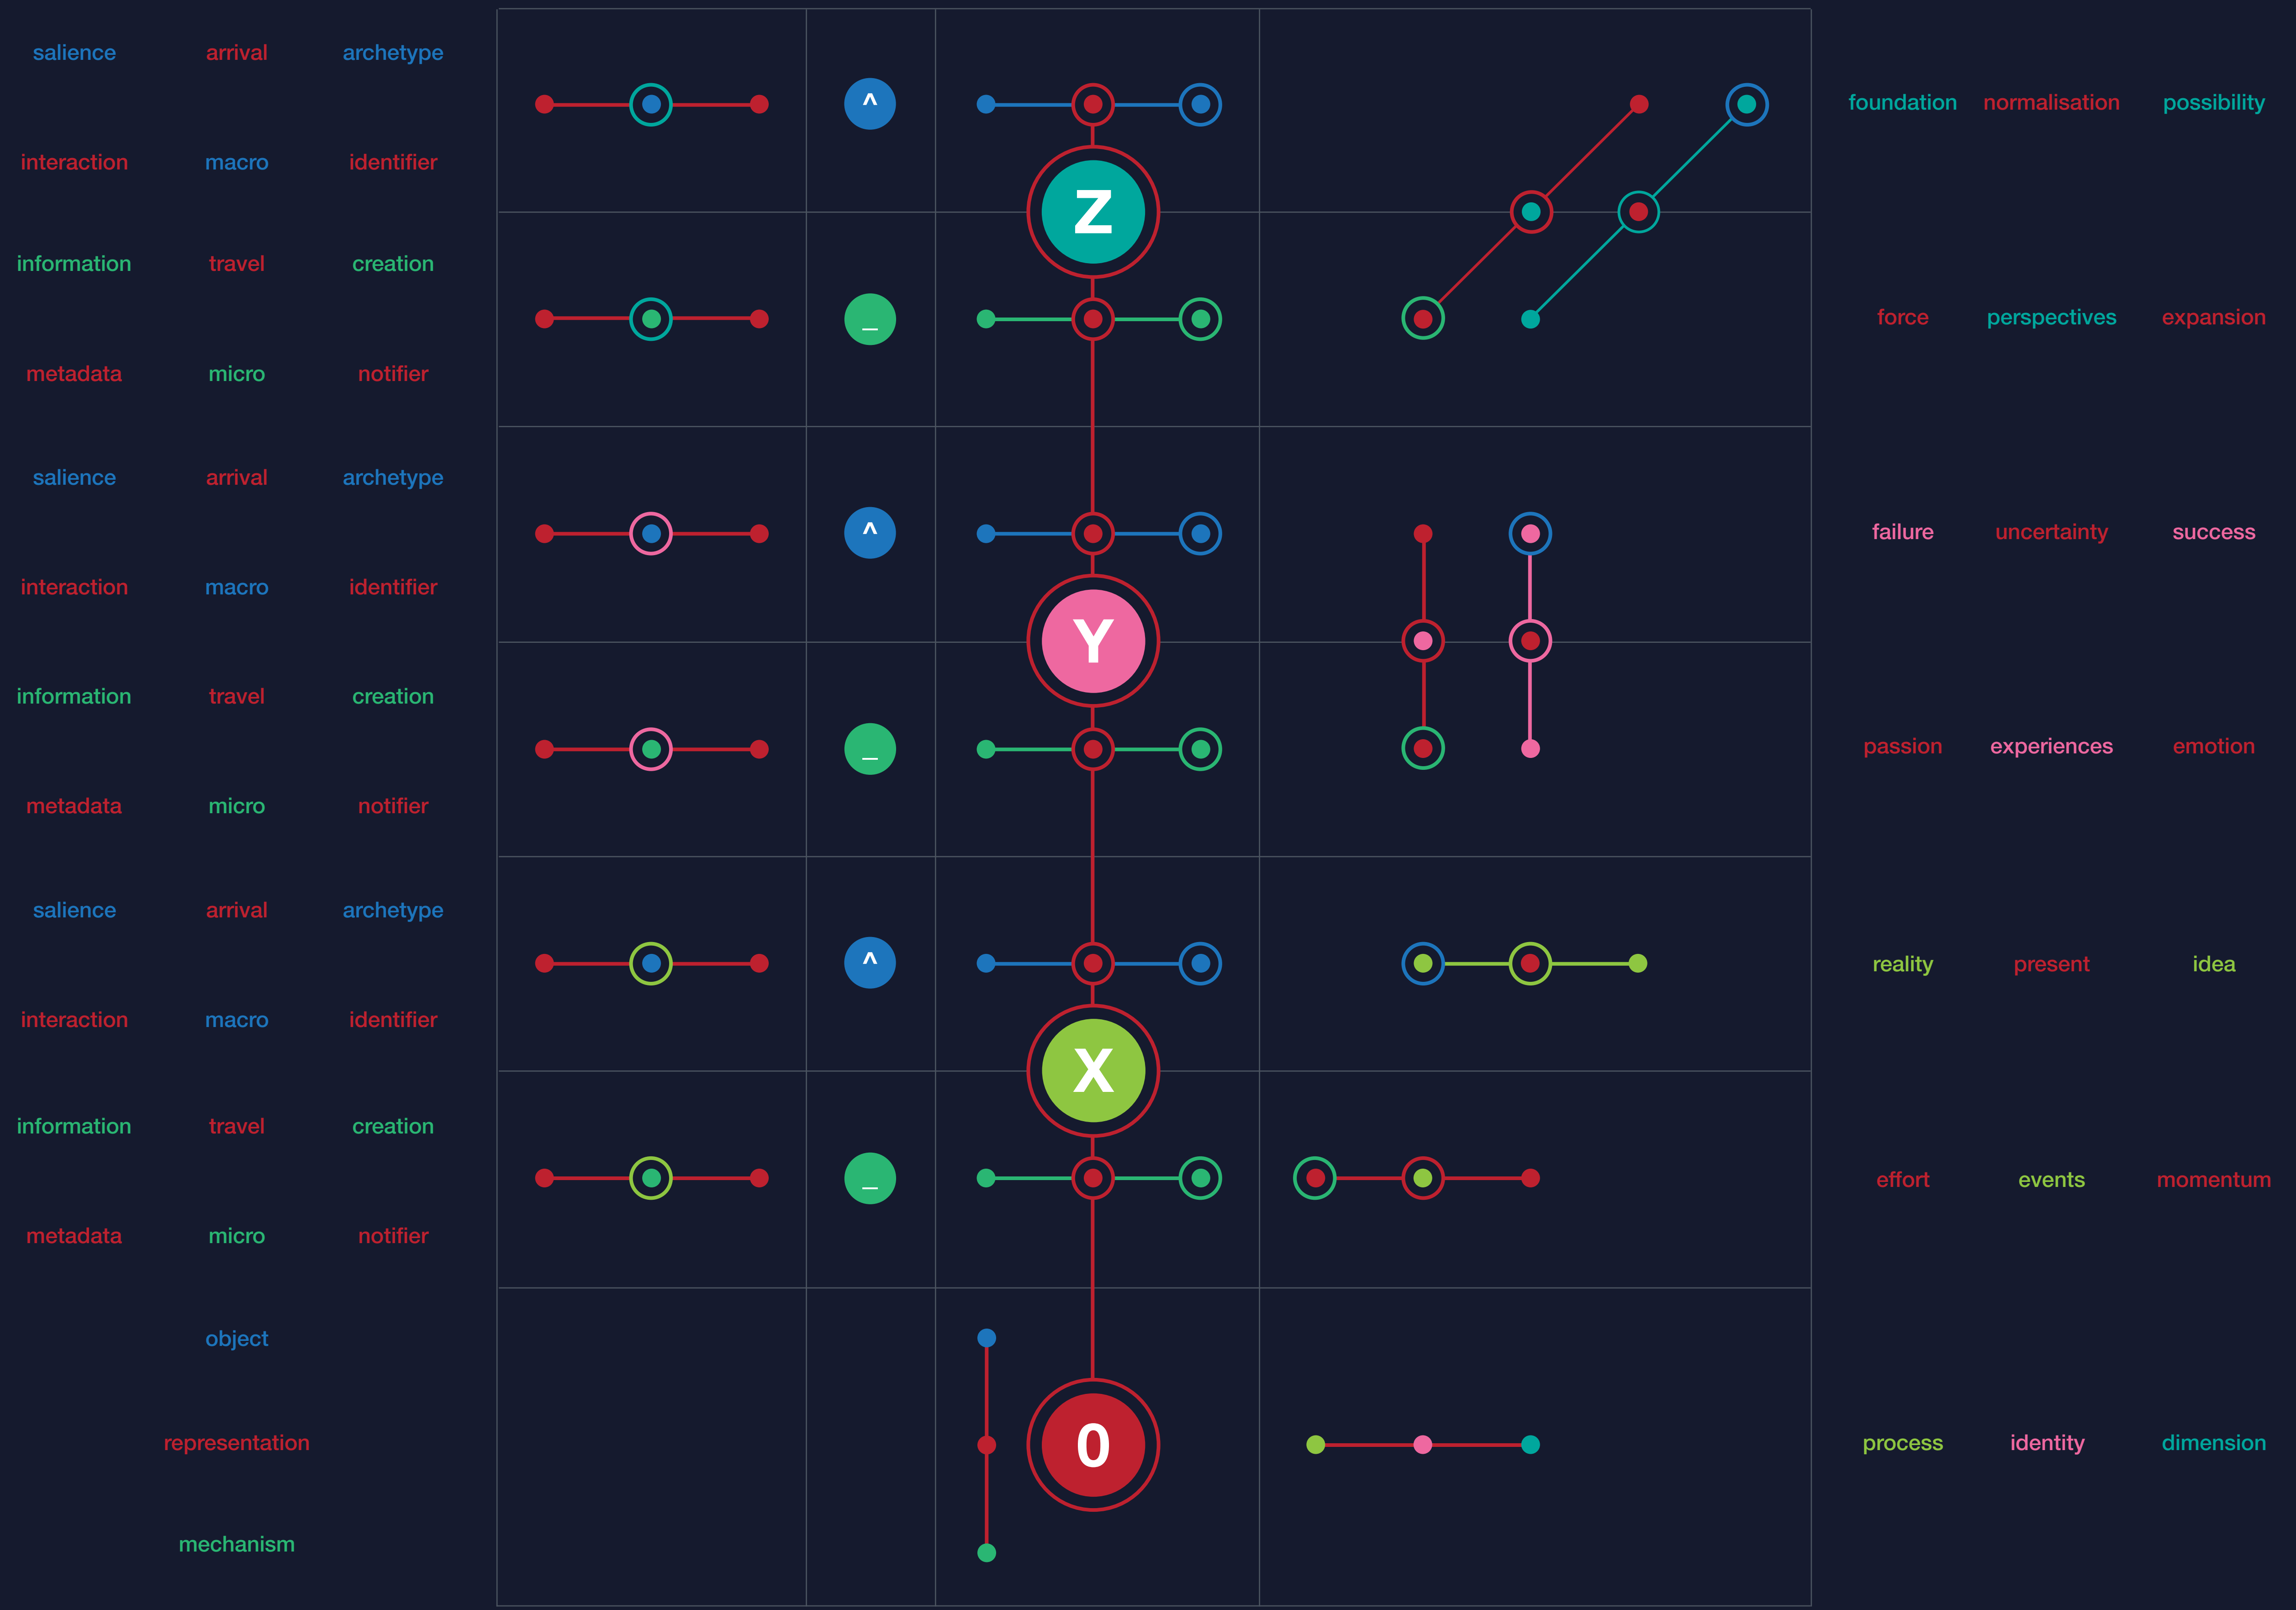 salience arrival archetype
^
foundation normalisation possibility
interaction macro identifier
Z
information travel creation
_
force perspectives expansion
metadata micro notifier
salience arrival archetype
^
failure uncertainty success
interaction macro identifier
Y
information travel creation
_
passion experiences emotion
metadata micro notifier
salience arrival archetype
^
reality present idea
interaction macro identifier
X
information travel creation
_
effort events momentum
metadata micro notifier
object
representation
0
process identity dimension
mechanism